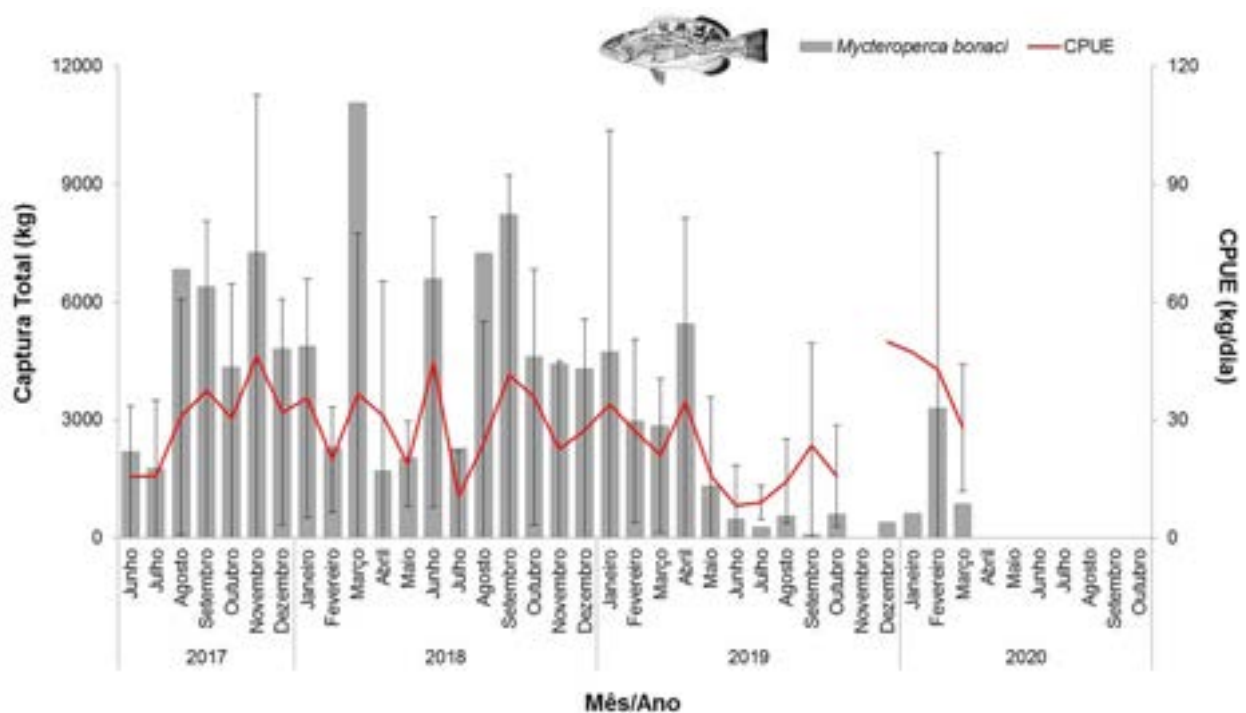 Mycteroperca bonaci CPUE
12000 120
9000 90
6000 60
3000 30
0 0
Captura Total (kg)
CPUE (kg/dia)
Junho
Julho
Agosto
Setembro
Outubro
Novembro
Dezembro
Janeiro
Fevereiro
Março
Abril
Maio
Junho
Julho
Agosto
Setembro
Outubro
Novembro
Dezembro
Janeiro
Fevereiro
Março
Abril
Maio
Junho
Julho
Agosto
Setembro
Outubro
Novembro
Dezembro
Janeiro
Fevereiro
Março
Abril
Maio
Junho
Julho
Agosto
Setembro
Outubro
2017 2018 2019 2020
Mês/Ano